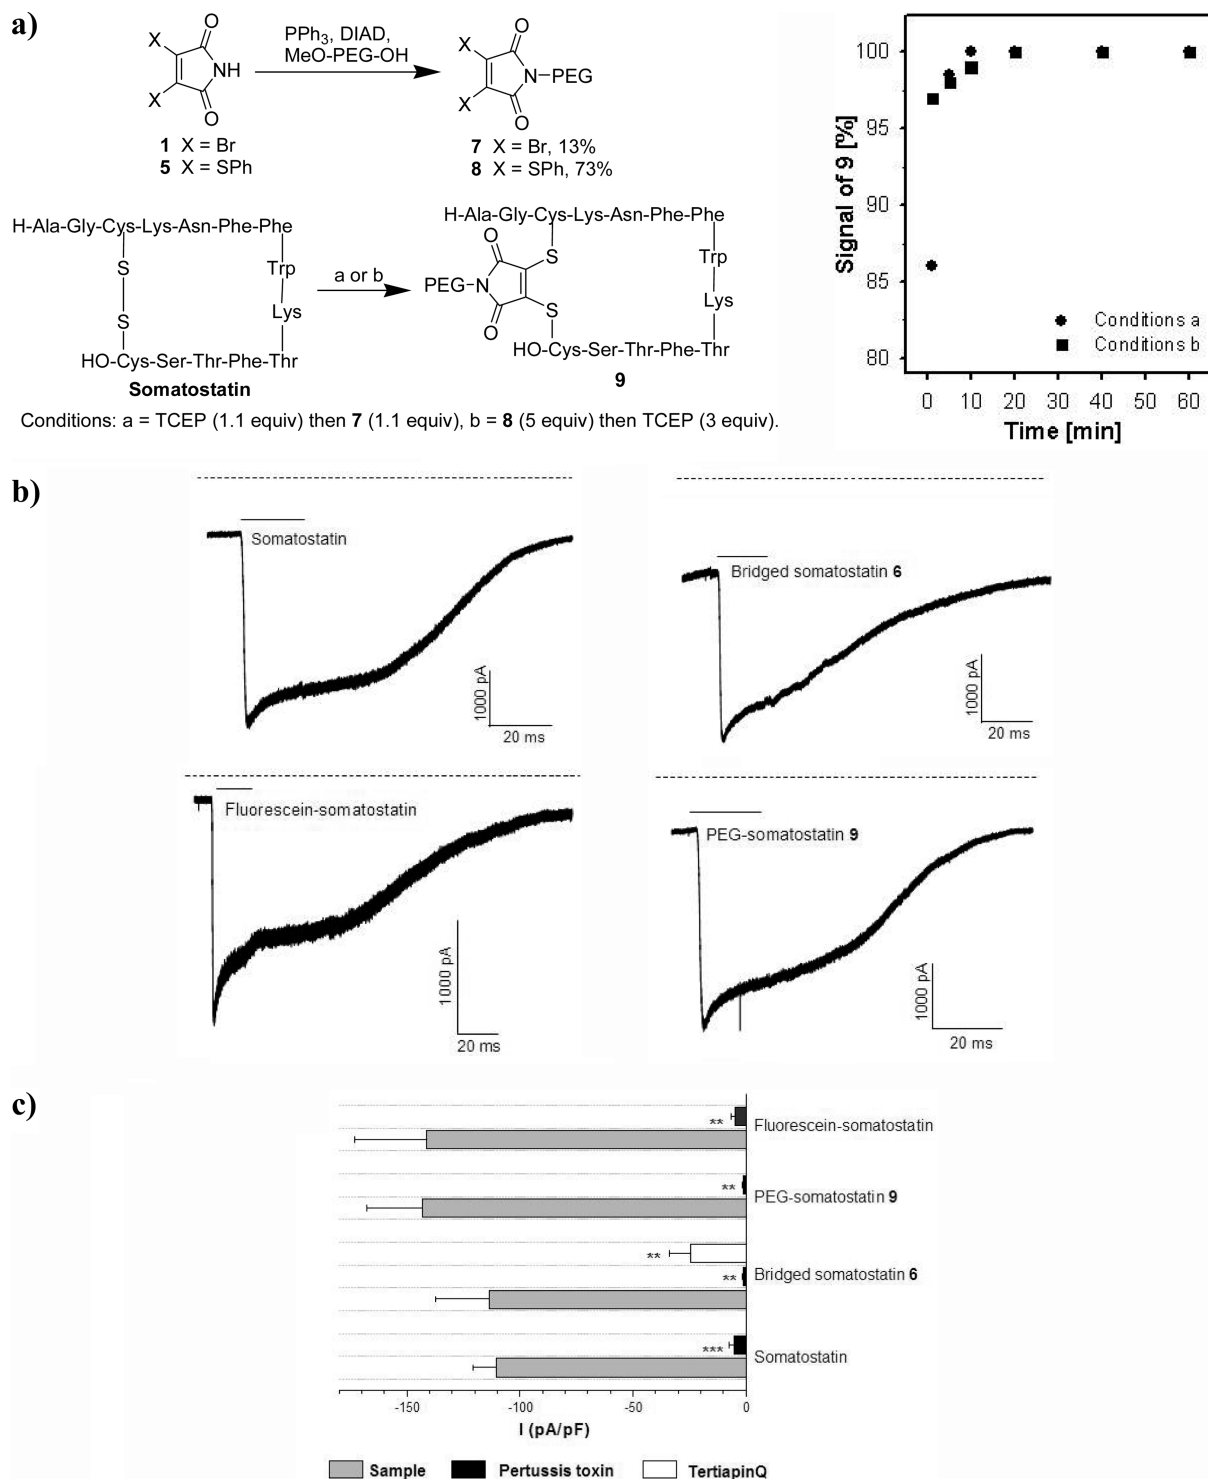 a)
O
X
X
NH
O
1 X = Br
5 X = SPh
PPh3, DIAD,
MeO-PEG-OH
O
X
X
N-PEG
O
7 X = Br, 13%
8 X = SPh, 73%
H-Ala-Gly-Cys-Lys-Asn-Phe-Phe
S
S
Trp
Lys
HO-Cys-Ser-Thr-Phe-Thr
Somatostatin
a or b
H-Ala-Gly-Cys-Lys-Asn-Phe-Phe
O
S
PEG-N
S
O
Trp
Lys
HO-Cys-Ser-Thr-Phe-Thr
9
Conditions: a = TCEP (1.1 equiv) then 7 (1.1 equiv), b = 8 (5 equiv) then TCEP (3 equiv).
Signal of 9 [%]
100
95
90
85
80
Conditions a
Conditions b
0 10 20 30 40 50 60
Time [min]
b)
Somatostatin
1000 pA
20 ms
Bridged somatostatin 6
1000 pA
20 ms
Fluorescein-somatostatin
1000 pA
20 ms
PEG-somatostatin 9
1000 pA
20 ms
c)
**
Fluorescein-somatostatin
**
PEG-somatostatin 9
**
**
Bridged somatostatin 6
***
Somatostatin
-150 -100 -50 0
I (pA/pF)
Sample Pertussis toxin TertiapinQ